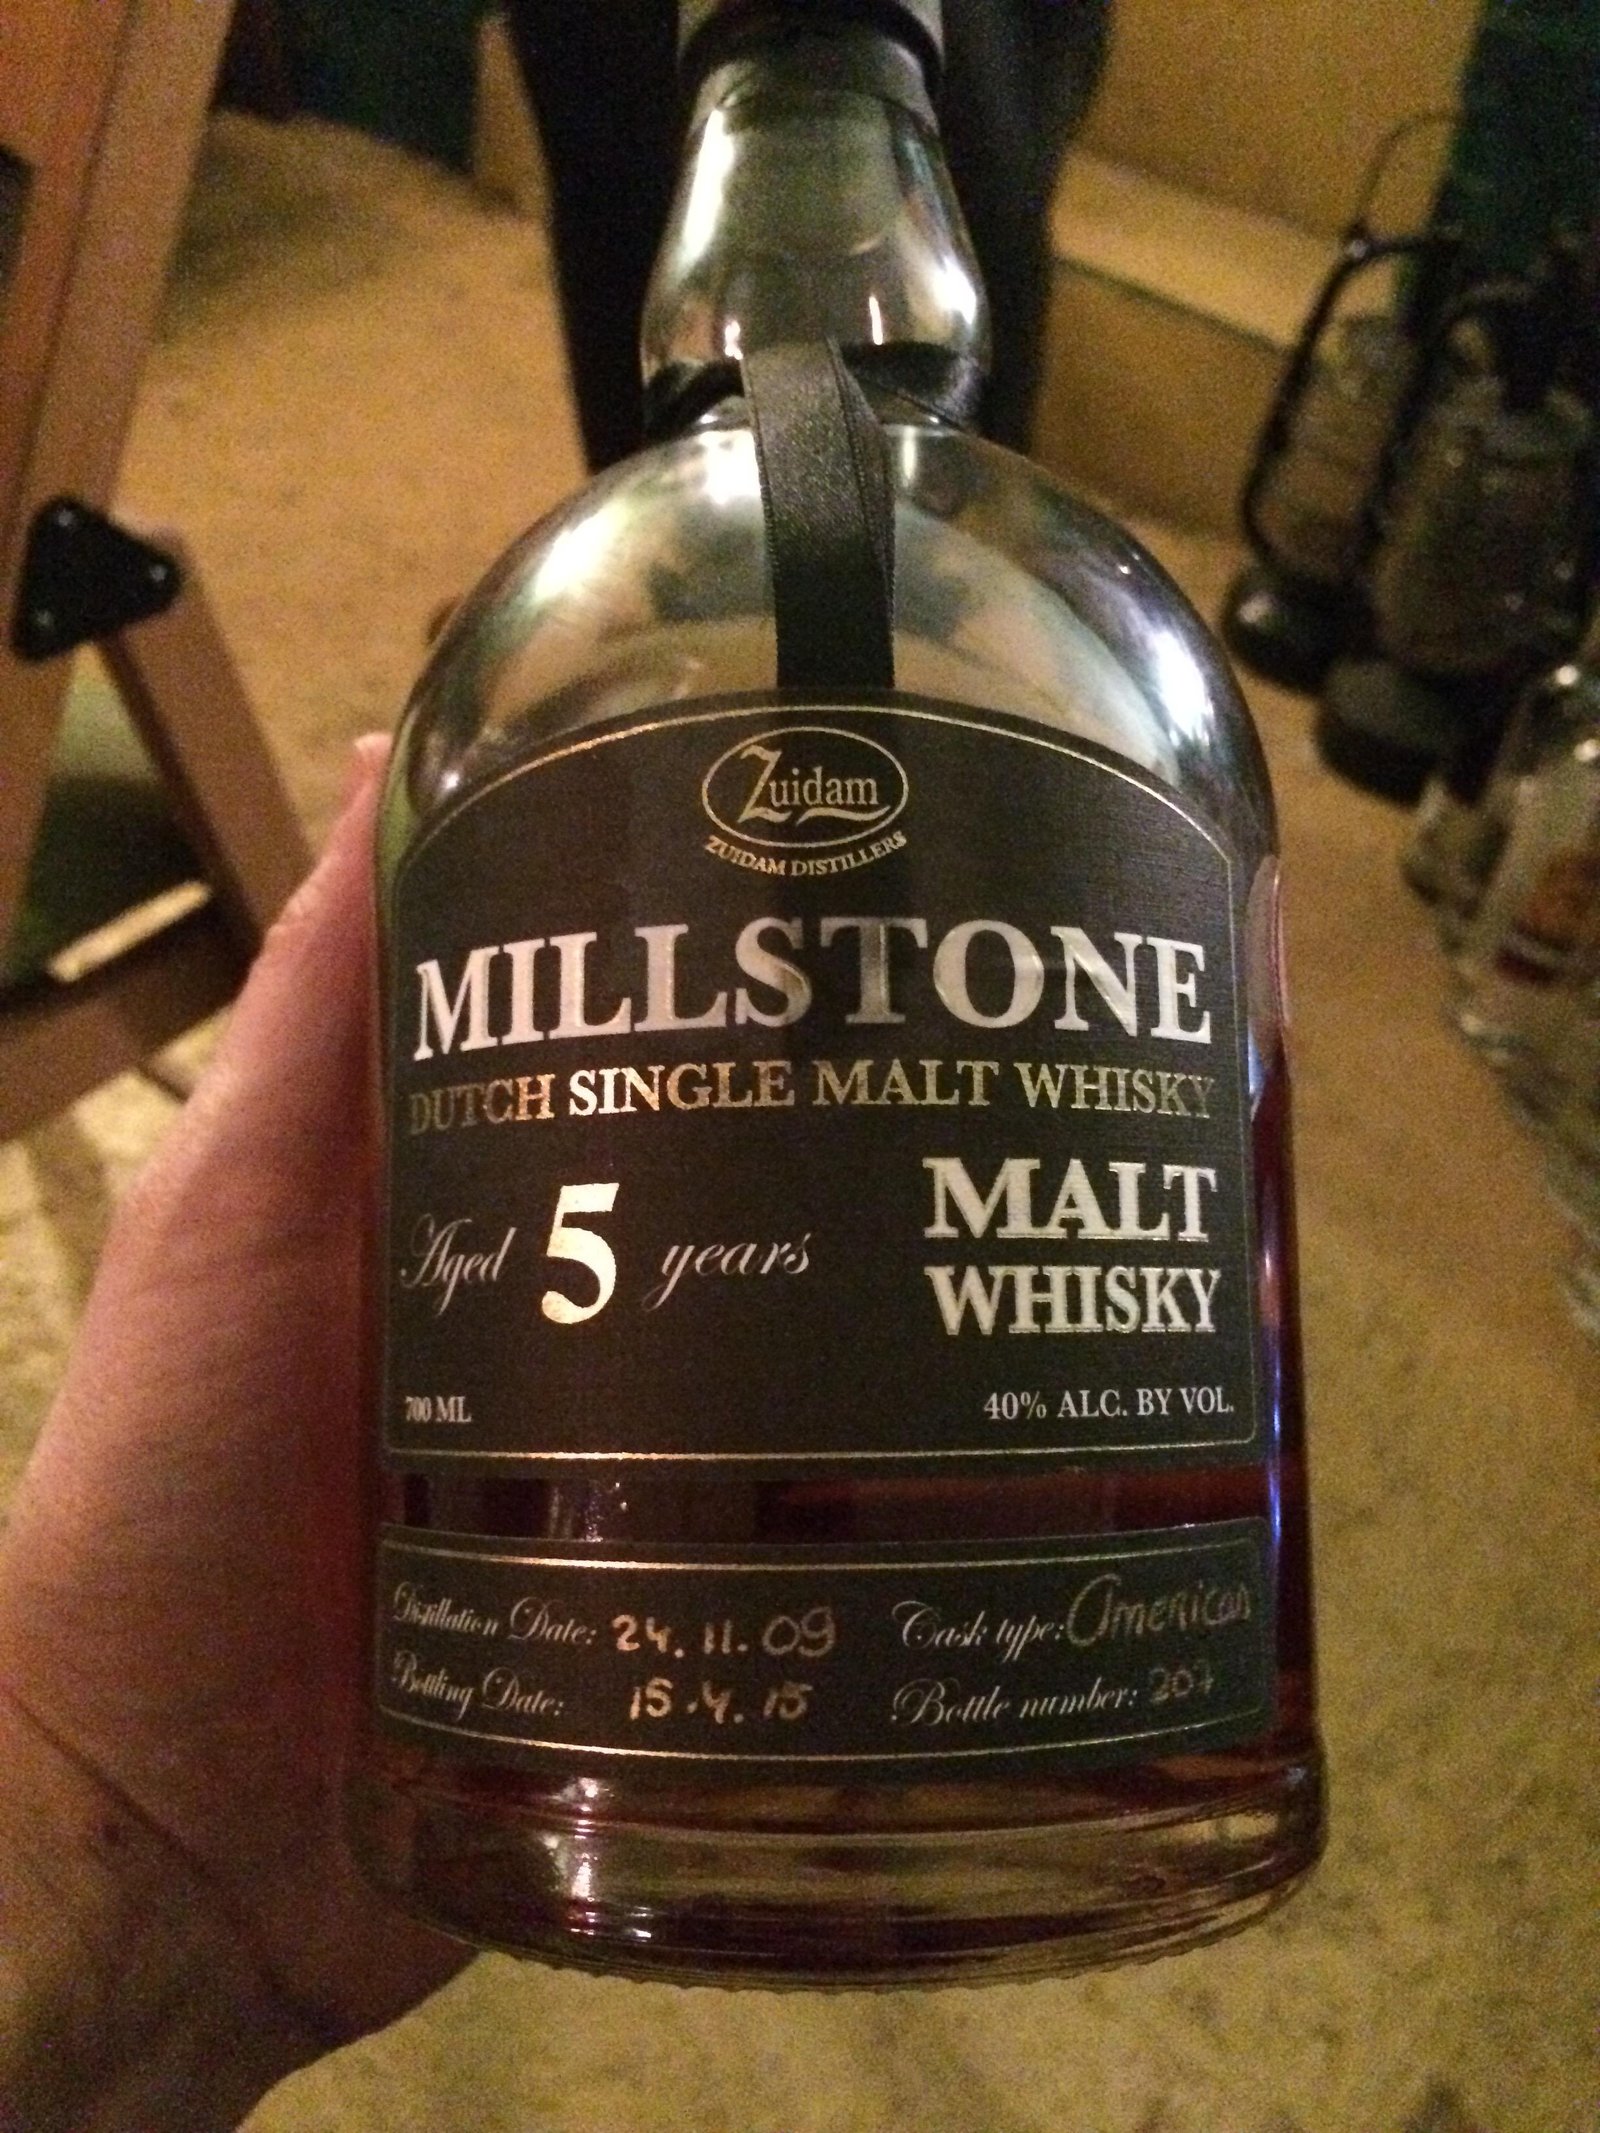 Zuidam
ZUIDAM DISTILLERS
MILLSTONE
DUTCH SINGLE MALT WHISKY
Aged 5 years
MALT
WHISKY
700 ML
40% ALC. BY VOL.
Distillation Date: 24.11.09
Cask type: American
Bottling Date: 15.4.15
Bottle number: